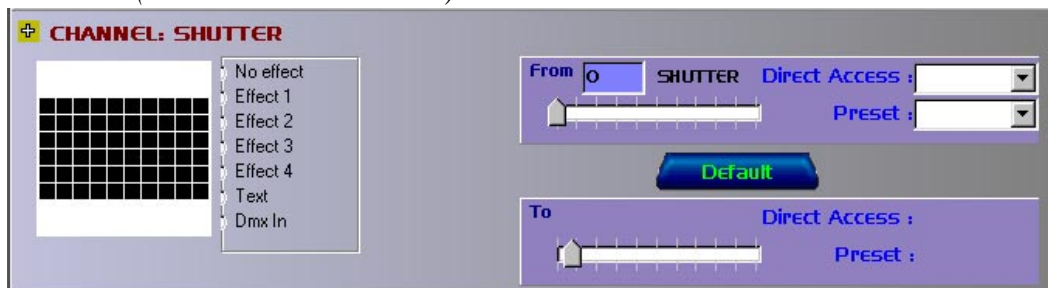 CHANNEL: SHUTTER
No effect
Effect 1
Effect 2
Effect 3
Effect 4
Text
Dmx In
From 0 SHUTTER Direct Access :
Preset :
Default
To Direct Access :
Preset :